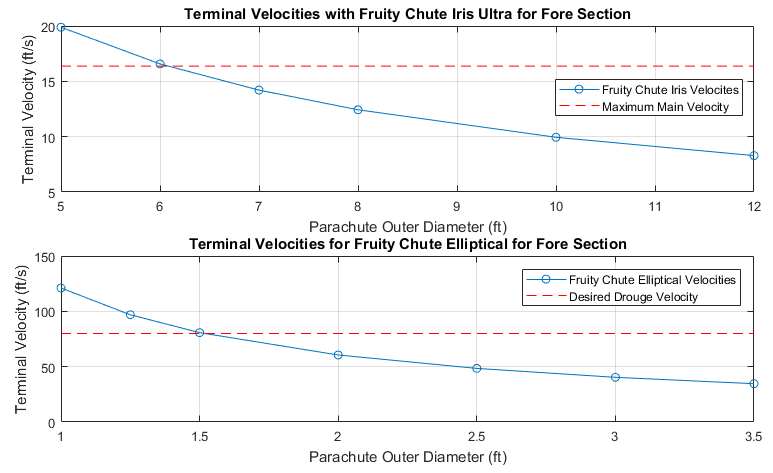 Terminal Velocities with Fruity Chute Iris Ultra for Fore Section
Terminal Velocity (ft/s)
20
15
10
5
Fruity Chute Iris Velocites
Maximum Main Velocity
5 6 7 8 9 10 11 12
Parachute Outer Diameter (ft)
Terminal Velocities for Fruity Chute Elliptical for Fore Section
Terminal Velocity (ft/s)
150
100
50
0
Fruity Chute Elliptical Velocities
Desired Drouge Velocity
1 1.5 2 2.5 3 3.5
Parachute Outer Diameter (ft)